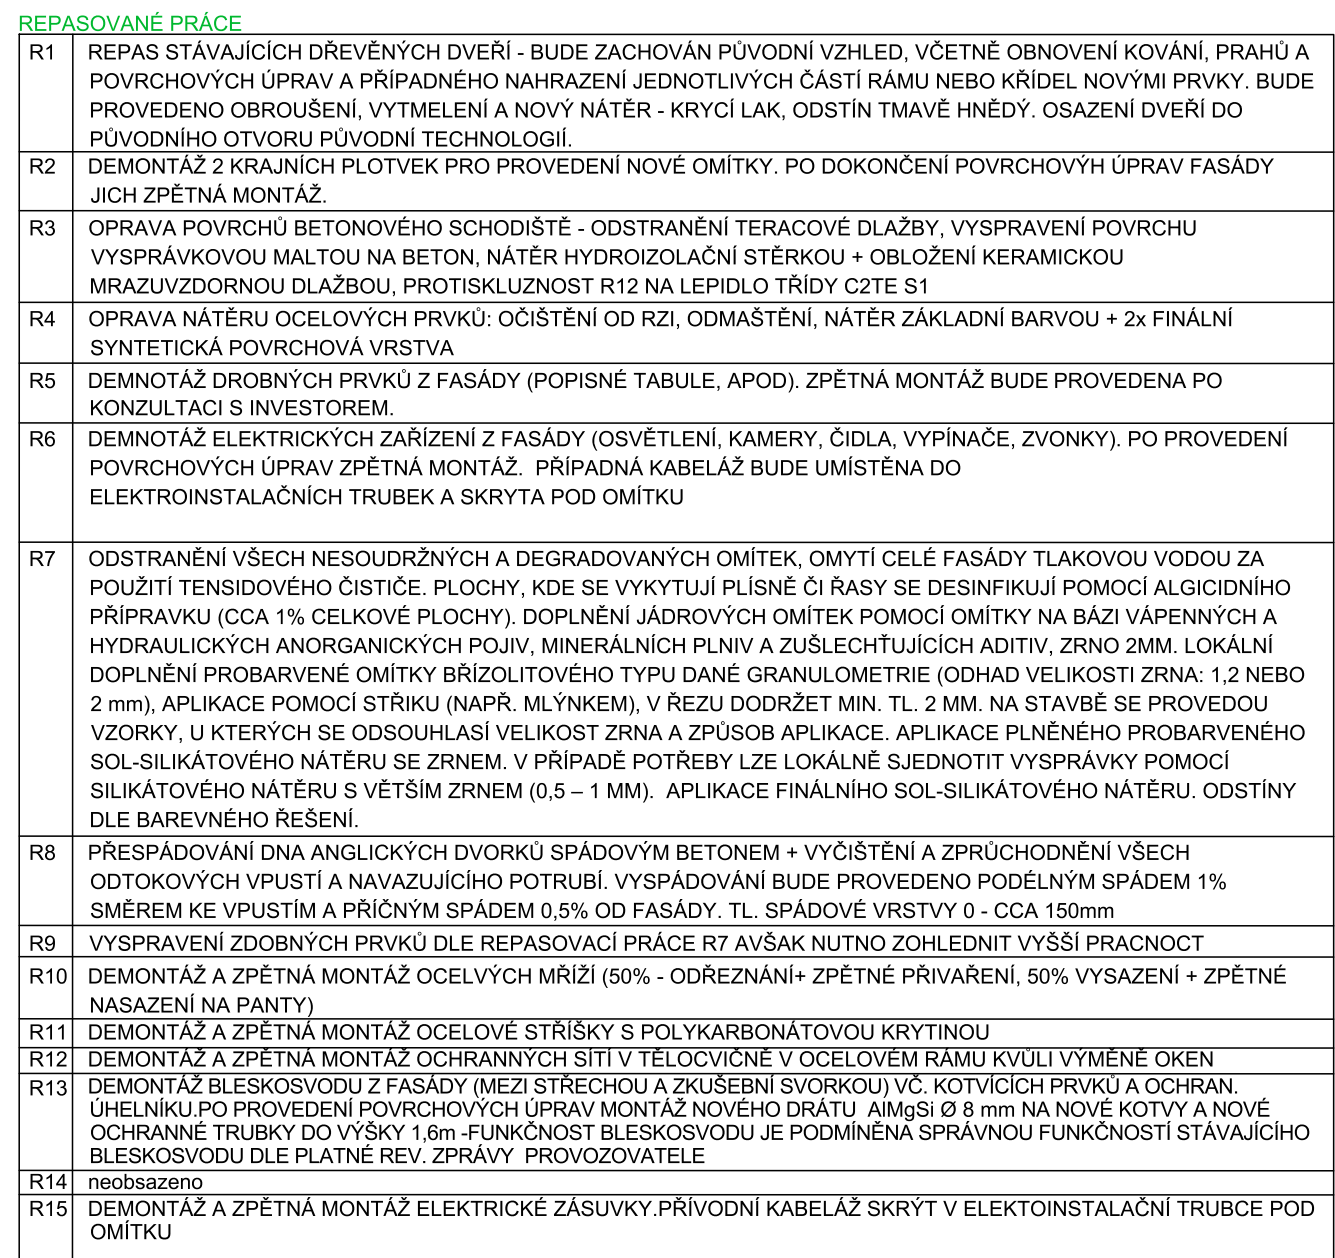 REPASOVANÉ PRÁCE
R1 REPAS STÁVAJÍCÍCH DŘEVĚNÝCH DVEŘÍ - BUDE ZACHOVÁN PŮVODNÍ VZHLED, VČETNĚ OBNOVENÍ KOVÁNÍ, PRAHŮ A
POVRCHOVÝCH ÚPRAV A PŘÍPADNÉHO NAHRAZENÍ JEDNOTLIVÝCH ČÁSTÍ RÁMU NEBO KŘÍDEL NOVÝMI PRVKY. BUDE
PROVEDENO OBROUŠENÍ, VYTMELENÍ A NOVÝ NÁTĚR - KRYCÍ LAK, ODSTÍN TMAVĚ HNĚDÝ. OSAZENÍ DVEŘÍ DO
PŮVODNÍHO OTVORU PŮVODNÍ TECHNOLOGIÍ.
R2 DEMONTÁŽ 2 KRAJNÍCH PLOTVEK PRO PROVEDENÍ NOVÉ OMÍTKY. PO DOKONČENÍ POVRCHOVÝH ÚPRAV FASÁDY
JICH ZPĚTNÁ MONTÁŽ.
R3 OPRAVA POVRCHŮ BETONOVÉHO SCHODIŠTĚ - ODSTRANĚNÍ TERACOVÉ DLAŽBY, VYSPRAVENÍ POVRCHU
VYSPRÁVKOVOU MALTOU NA BETON, NÁTĚR HYDROIZOLAČNÍ STĚRKOU + OBLOŽENÍ KERAMICKOU
MRAZUVZDORNOU DLAŽBOU, PROTISKLUZNOST R12 NA LEPIDLO TŘÍDY C2TE S1
R4 OPRAVA NÁTĚRU OCELOVÝCH PRVKŮ: OČIŠTĚNÍ OD RZI, ODMAŠTĚNÍ, NÁTĚR ZÁKLADNÍ BARVOU + 2x FINÁLNÍ
SYNTETICKÁ POVRCHOVÁ VRSTVA
R5 DEMNOTÁŽ DROBNÝCH PRVKŮ Z FASÁDY (POPISNÉ TABULE, APOD). ZPĚTNÁ MONTÁŽ BUDE PROVEDENA PO
KONZULTACI S INVESTOREM.
R6 DEMNOTÁŽ ELEKTRICKÝCH ZAŘÍZENÍ Z FASÁDY (OSVĚTLENÍ, KAMERY, ČIDLA, VYPÍNAČE, ZVONKY). PO PROVEDENÍ
POVRCHOVÝCH ÚPRAV ZPĚTNÁ MONTÁŽ. PŘÍPADNÁ KABELÁŽ BUDE UMÍSTĚNA DO
ELEKTROINSTALAČNÍCH TRUBEK A SKRYTA POD OMÍTKU
R7 ODSTRANĚNÍ VŠECH NESOUDRŽNÝCH A DEGRADOVANÝCH OMÍTEK, OMYTÍ CELÉ FASÁDY TLAKOVOU VODOU ZA
POUŽITÍ TENSIDOVÉHO ČISTIČE. PLOCHY, KDE SE VYKYTUJÍ PLÍSNĚ ČI ŘASY SE DESINFIKUJÍ POMOCÍ ALGICIDNÍHO
PŘÍPRAVKU (CCA 1% CELKOVÉ PLOCHY). DOPLNĚNÍ JÁDROVÝCH OMÍTEK POMOCÍ OMÍTKY NA BÁZI VÁPENNÝCH A
HYDRAULICKÝCH ANORGANICKÝCH POJIV, MINERÁLNÍCH PLNIV A ZUŠLECHŤUJÍCÍCH ADITIV, ZRNO 2MM. LOKÁLNÍ
DOPLNĚNÍ PROBARVENÉ OMÍTKY BŘÍZOLITOVÉHO TYPU DANÉ GRANULOMETRIE (ODHAD VELIKOSTI ZRNA: 1,2 NEBO
2 mm), APLIKACE POMOCÍ STŘIKU (NAPŘ. MLÝNKEM), V ŘEZU DODRŽET MIN. TL. 2 MM. NA STAVBĚ SE PROVEDOU
VZORKY, U KTERÝCH SE ODSOUHLASÍ VELIKOST ZRNA A ZPŮSOB APLIKACE. APLIKACE PLNĚNÉHO PROBARVENÉHO
SOL-SILIKÁTOVÉHO NÁTĚRU SE ZRNEM. V PŘÍPADĚ POTŘEBY LZE LOKÁLNĚ SJEDNOTIT VYSPRÁVKY POMOCÍ
SILIKÁTOVÉHO NÁTĚRU S VĚTŠÍM ZRNEM (0,5 – 1 MM). APLIKACE FINÁLNÍHO SOL-SILIKÁTOVÉHO NÁTĚRU. ODSTÍNY
DLE BAREVNÉHO ŘEŠENÍ.
R8 PŘESPÁDOVÁNÍ DNA ANGLICKÝCH DVORKŮ SPÁDOVÝM BETONEM + VYČIŠTĚNÍ A ZPRŮCHODNĚNÍ VŠECH
ODTOKOVÝCH VPUSTÍ A NAVAZUJÍCÍHO POTRUBÍ. VYSPÁDOVÁNÍ BUDE PROVEDENO PODÉLNÝM SPÁDEM 1%
SMĚREM KE VPUSTÍM A PŘÍČNÝM SPÁDEM 0,5% OD FASÁDY. TL. SPÁDOVÉ VRSTVY 0 - CCA 150mm
R9 VYSPRAVENÍ ZDOBNÝCH PRVKŮ DLE REPASOVACÍ PRÁCE R7 AVŠAK NUTNO ZOHLEDNIT VYŠŠÍ PRACNOCT
R10 DEMONTÁŽ A ZPĚTNÁ MONTÁŽ OCELVÝCH MŘÍŽÍ (50% - ODŘEZNÁNÍ+ ZPĚTNÉ PŘIVAŘENÍ, 50% VYSAZENÍ + ZPĚTNÉ
NASAZENÍ NA PANTY)
R11 DEMONTÁŽ A ZPĚTNÁ MONTÁŽ OCELOVÉ STŘÍŠKY S POLYKARBONÁTOVOU KRYTINOU
R12 DEMONTÁŽ A ZPĚTNÁ MONTÁŽ OCHRANNÝCH SÍTÍ V TĚLOCVIČNĚ V OCELOVÉM RÁMU KVŮLI VÝMĚNĚ OKEN
R13 DEMONTÁŽ BLESKOSVODU Z FASÁDY (MEZI STŘECHOU A ZKUŠEBNÍ SVORKOU) VČ. KOTVÍCÍCH PRVKŮ A OCHRAN.
ÚHELNÍKU.PO PROVEDENÍ POVRCHOVÝCH ÚPRAV MONTÁŽ NOVÉHO DRÁTU AlMgSi Ø 8 mm NA NOVÉ KOTVY A NOVÉ
OCHRANNÉ TRUBKY DO VÝŠKY 1,6m -FUNKČNOST BLESKOSVODU JE PODMÍNĚNA SPRÁVNOU FUNKČNOSTÍ STÁVAJÍCÍHO
BLESKOSVODU DLE PLATNÉ REV. ZPRÁVY PROVOZOVATELE
R14 neobsazeno
R15 DEMONTÁŽ A ZPĚTNÁ MONTÁŽ ELEKTRICKÉ ZÁSUVKY.PŘÍVODNÍ KABELÁŽ SKRÝT V ELEKTOINSTALAČNÍ TRUBCE POD
OMÍTKU